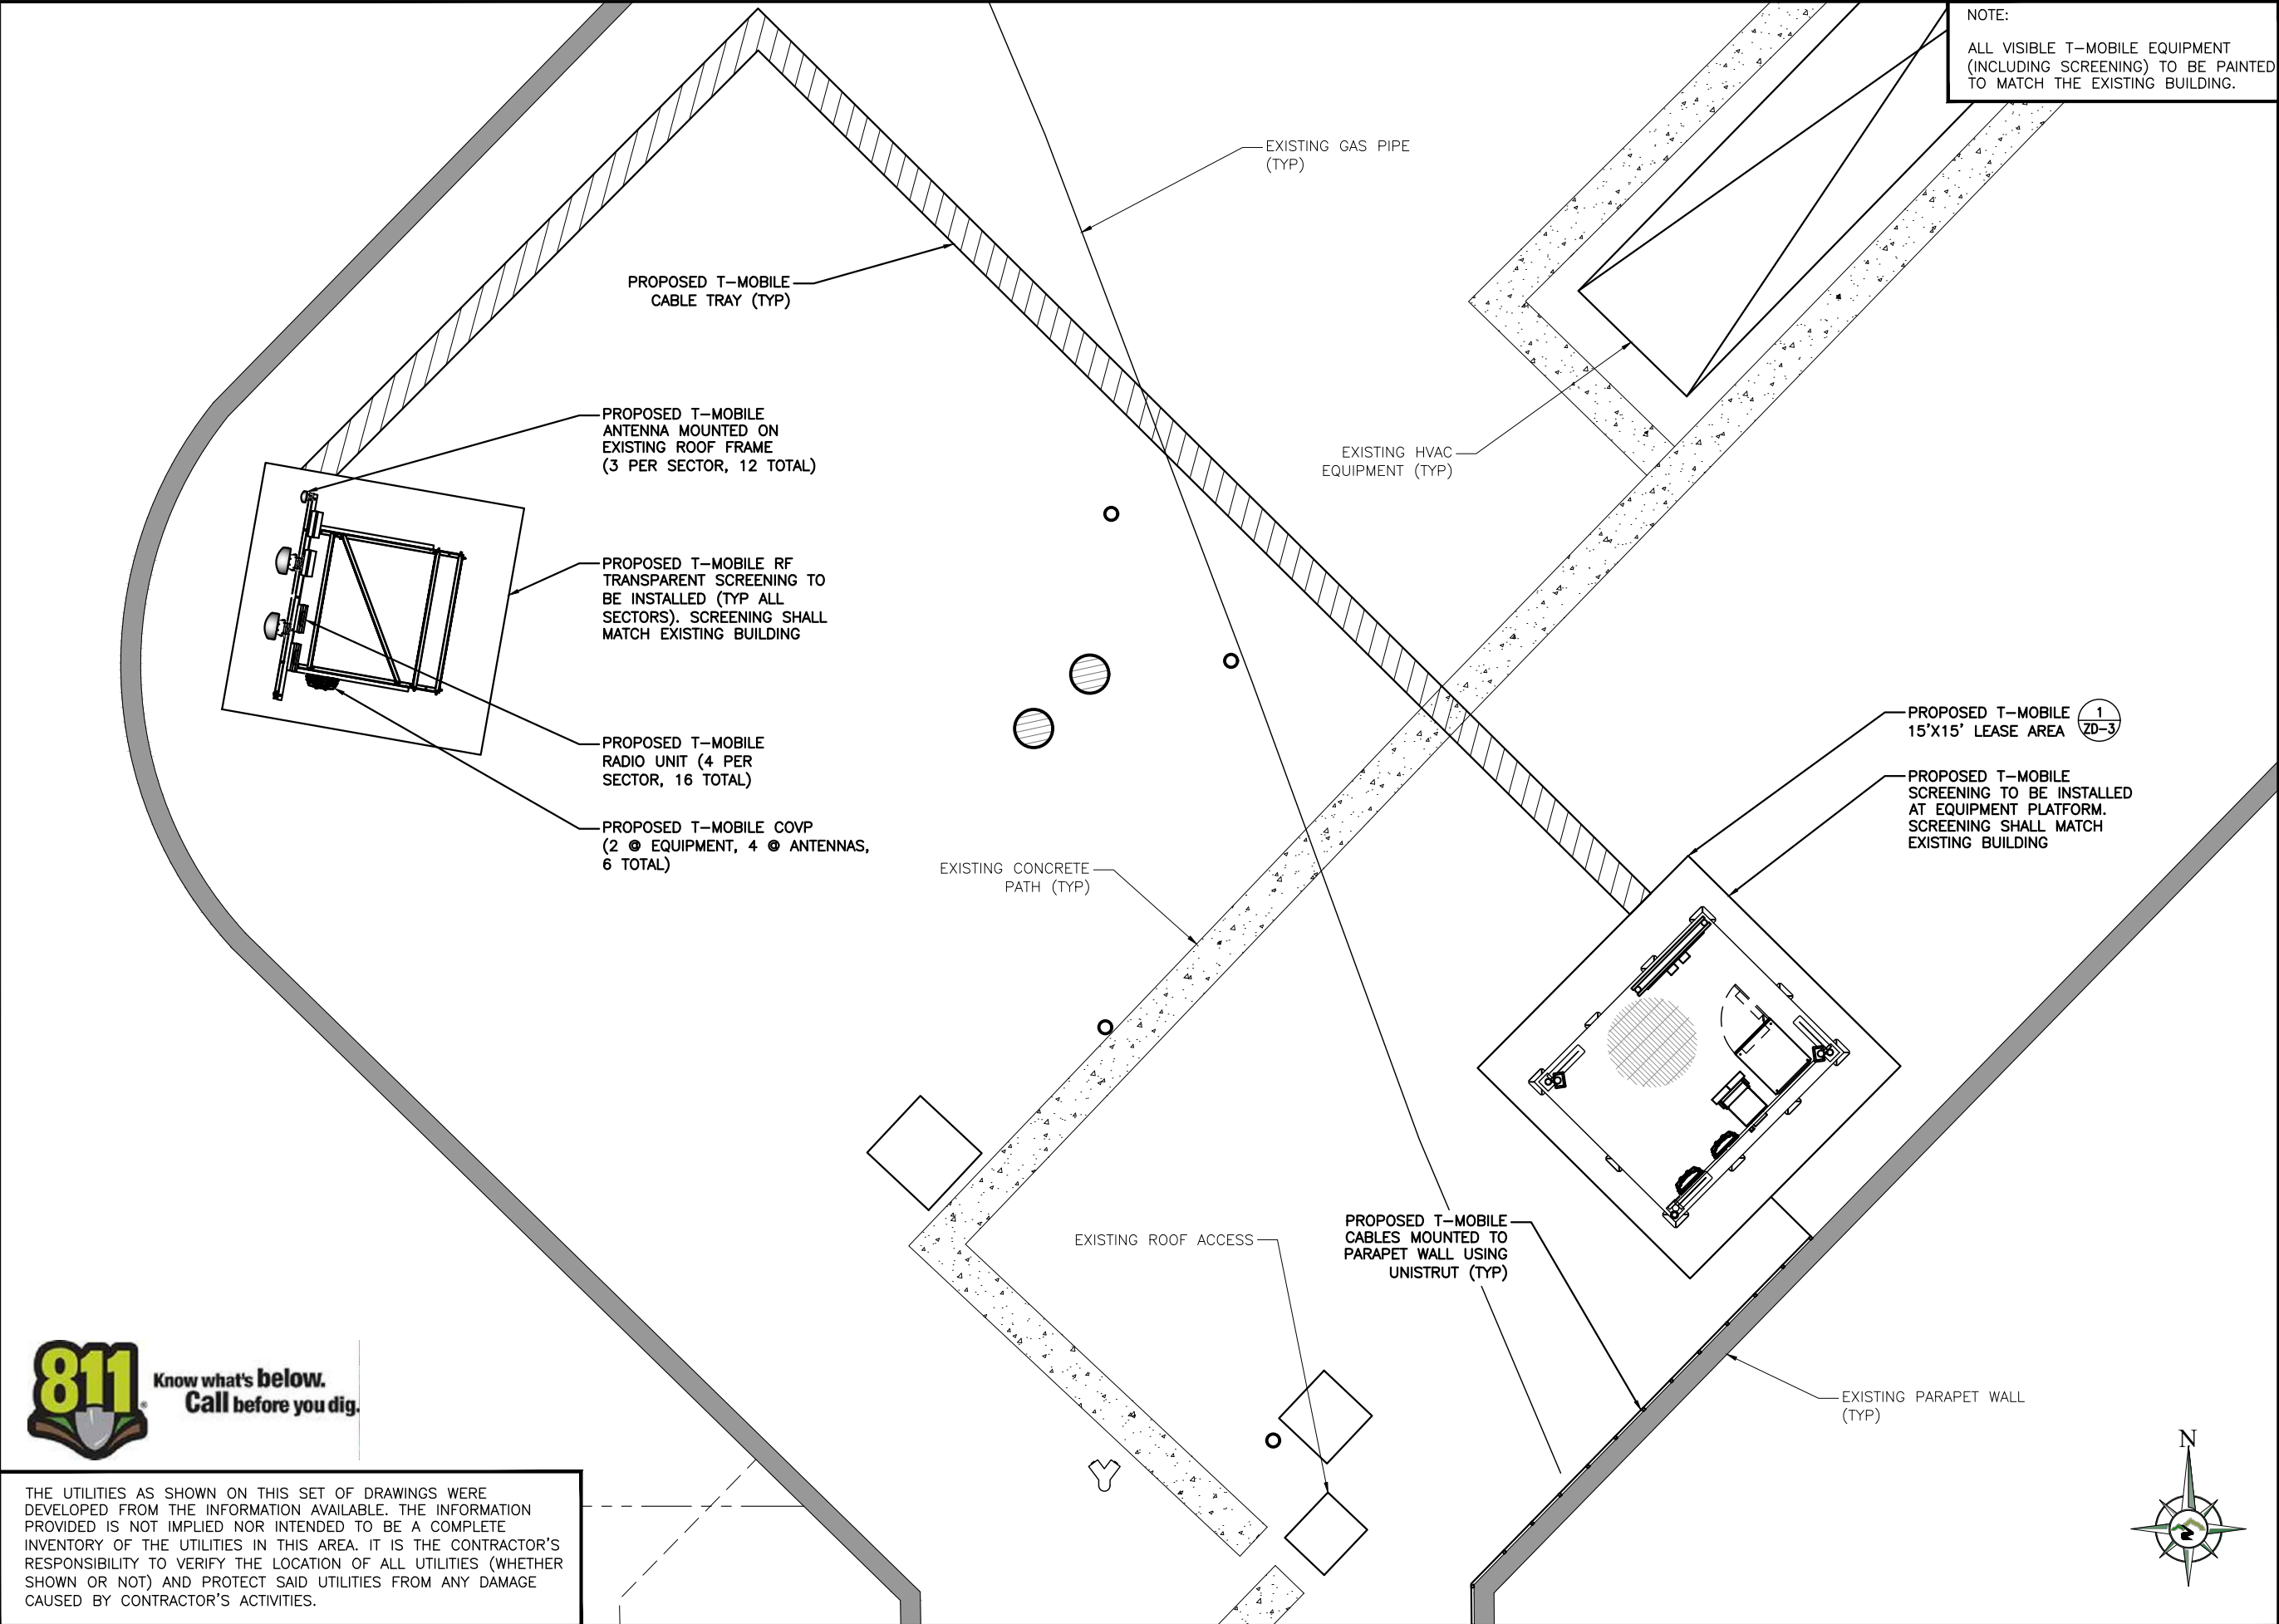 NOTE:
ALL VISIBLE T-MOBILE EQUIPMENT
(INCLUDING SCREENING) TO BE PAINTED
TO MATCH THE EXISTING BUILDING.
EXISTING GAS PIPE
(TYP)
PROPOSED T-MOBILE
CABLE TRAY (TYP)
PROPOSED T-MOBILE
ANTENNA MOUNTED ON
EXISTING ROOF FRAME
(3 PER SECTOR, 12 TOTAL)
EXISTING HVAC
EQUIPMENT (TYP)
PROPOSED T-MOBILE RF
TRANSPARENT SCREENING TO
BE INSTALLED (TYP ALL
SECTORS). SCREENING SHALL
MATCH EXISTING BUILDING
PROPOSED T-MOBILE
RADIO UNIT (4 PER
SECTOR, 16 TOTAL)
PROPOSED T-MOBILE COVP
(2 @ EQUIPMENT, 4 @ ANTENNAS,
6 TOTAL)
PROPOSED T-MOBILE
15'X15' LEASE AREA
1
ZD-3
PROPOSED T-MOBILE
SCREENING TO BE INSTALLED
AT EQUIPMENT PLATFORM.
SCREENING SHALL MATCH
EXISTING BUILDING
EXISTING CONCRETE
PATH (TYP)
EXISTING ROOF ACCESS
PROPOSED T-MOBILE
CABLES MOUNTED TO
PARAPET WALL USING
UNISTRUT (TYP)
EXISTING PARAPET WALL
(TYP)
811
Know what's below.
Call before you dig.
N
THE UTILITIES AS SHOWN ON THIS SET OF DRAWINGS WERE
DEVELOPED FROM THE INFORMATION AVAILABLE. THE INFORMATION
PROVIDED IS NOT IMPLIED NOR INTENDED TO BE A COMPLETE
INVENTORY OF THE UTILITIES IN THIS AREA. IT IS THE CONTRACTOR'S
RESPONSIBILITY TO VERIFY THE LOCATION OF ALL UTILITIES (WHETHER
SHOWN OR NOT) AND PROTECT SAID UTILITIES FROM ANY DAMAGE
CAUSED BY CONTRACTOR'S ACTIVITIES.